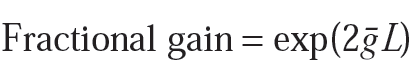 Fractional gain = exp(2ḡL)